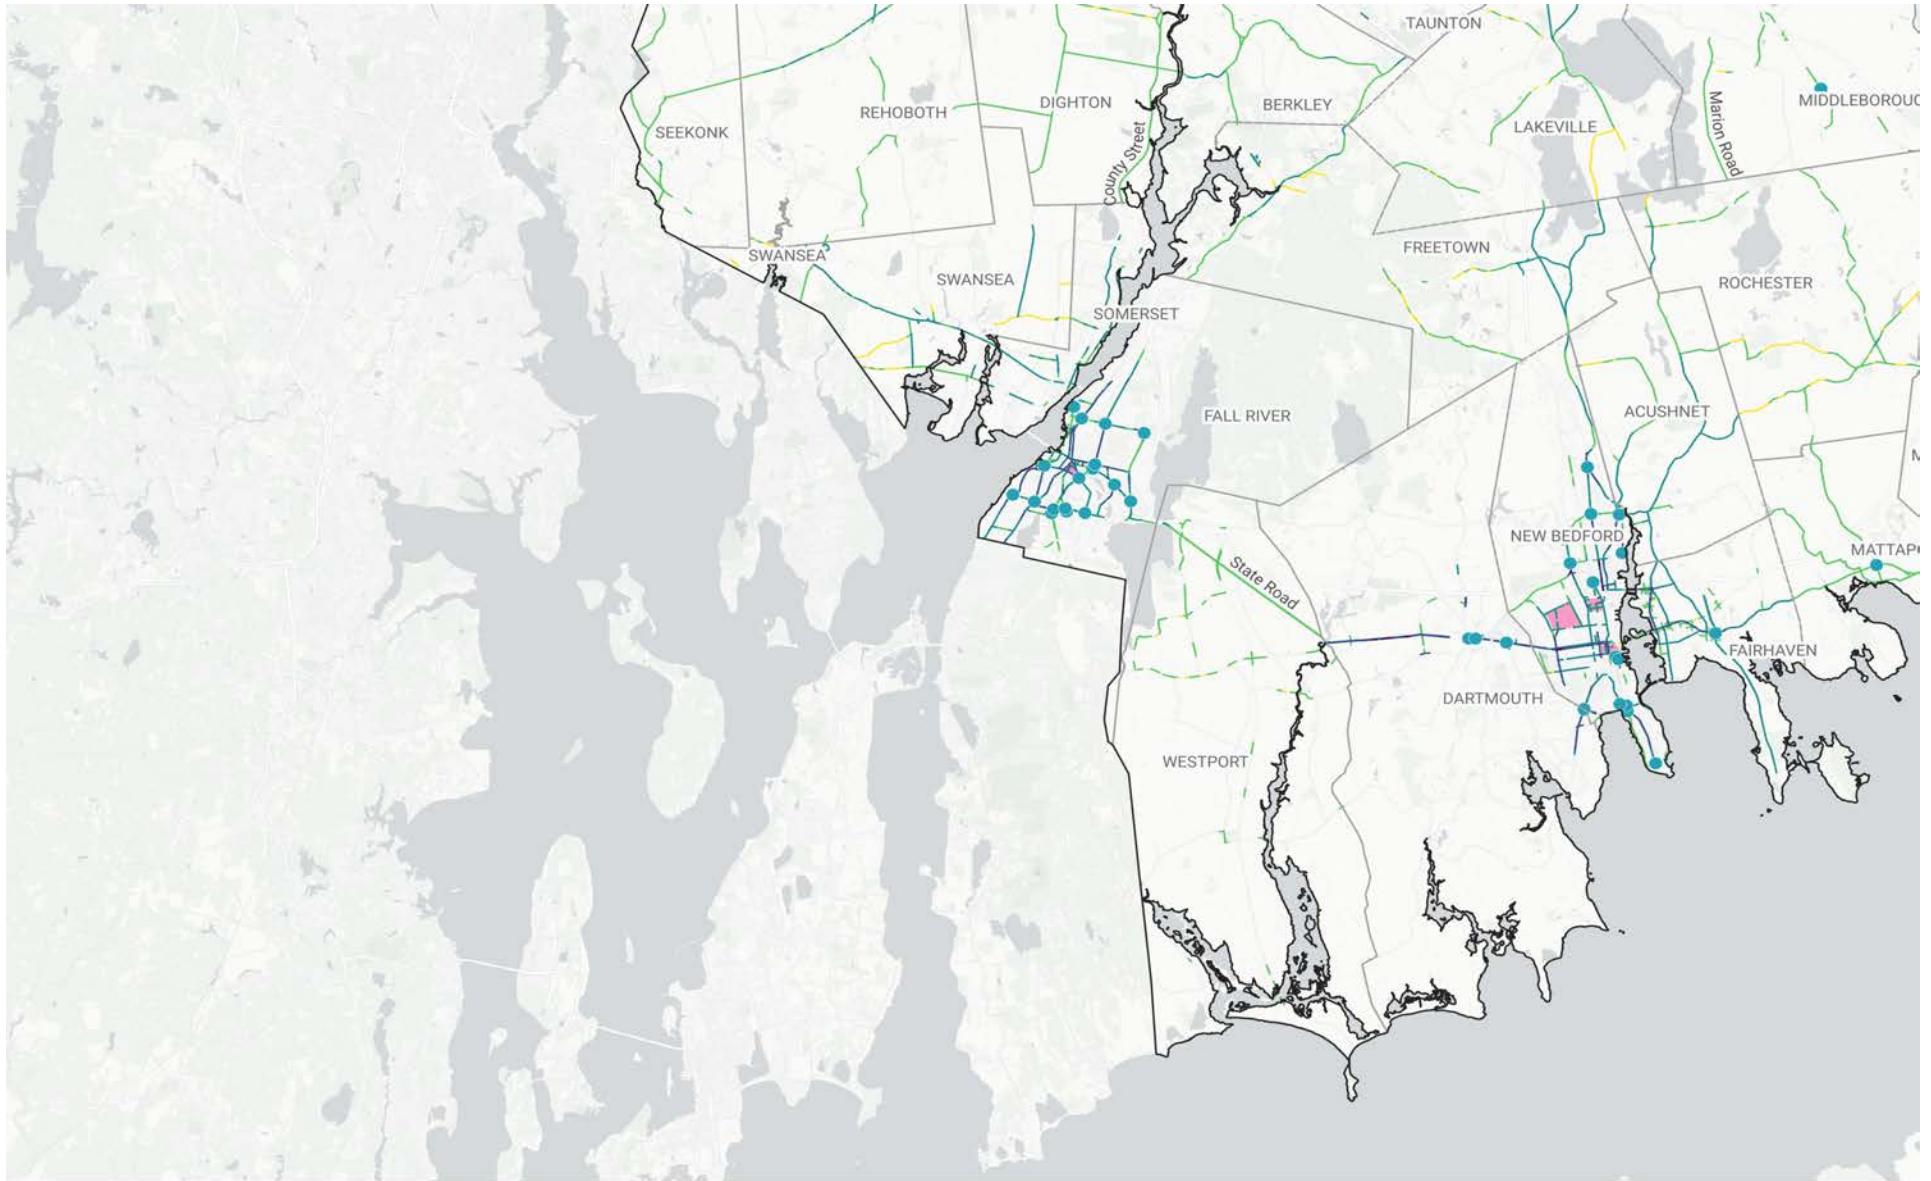 TAUNTON
MIDDLEBOROUG
DIGHTON
BERKLEY
REHOBOTH
SEEKONK
LAKEVILLE
Marion Road
County Street
FREETOWN
SWANSEA
SWANSEA
ROCHESTER
SOMERSET
ACUSHNET
FALL RIVER
NEW BEDFORD
MATTAP
State Road
FAIRHAVEN
DARTMOUTH
WESTPORT